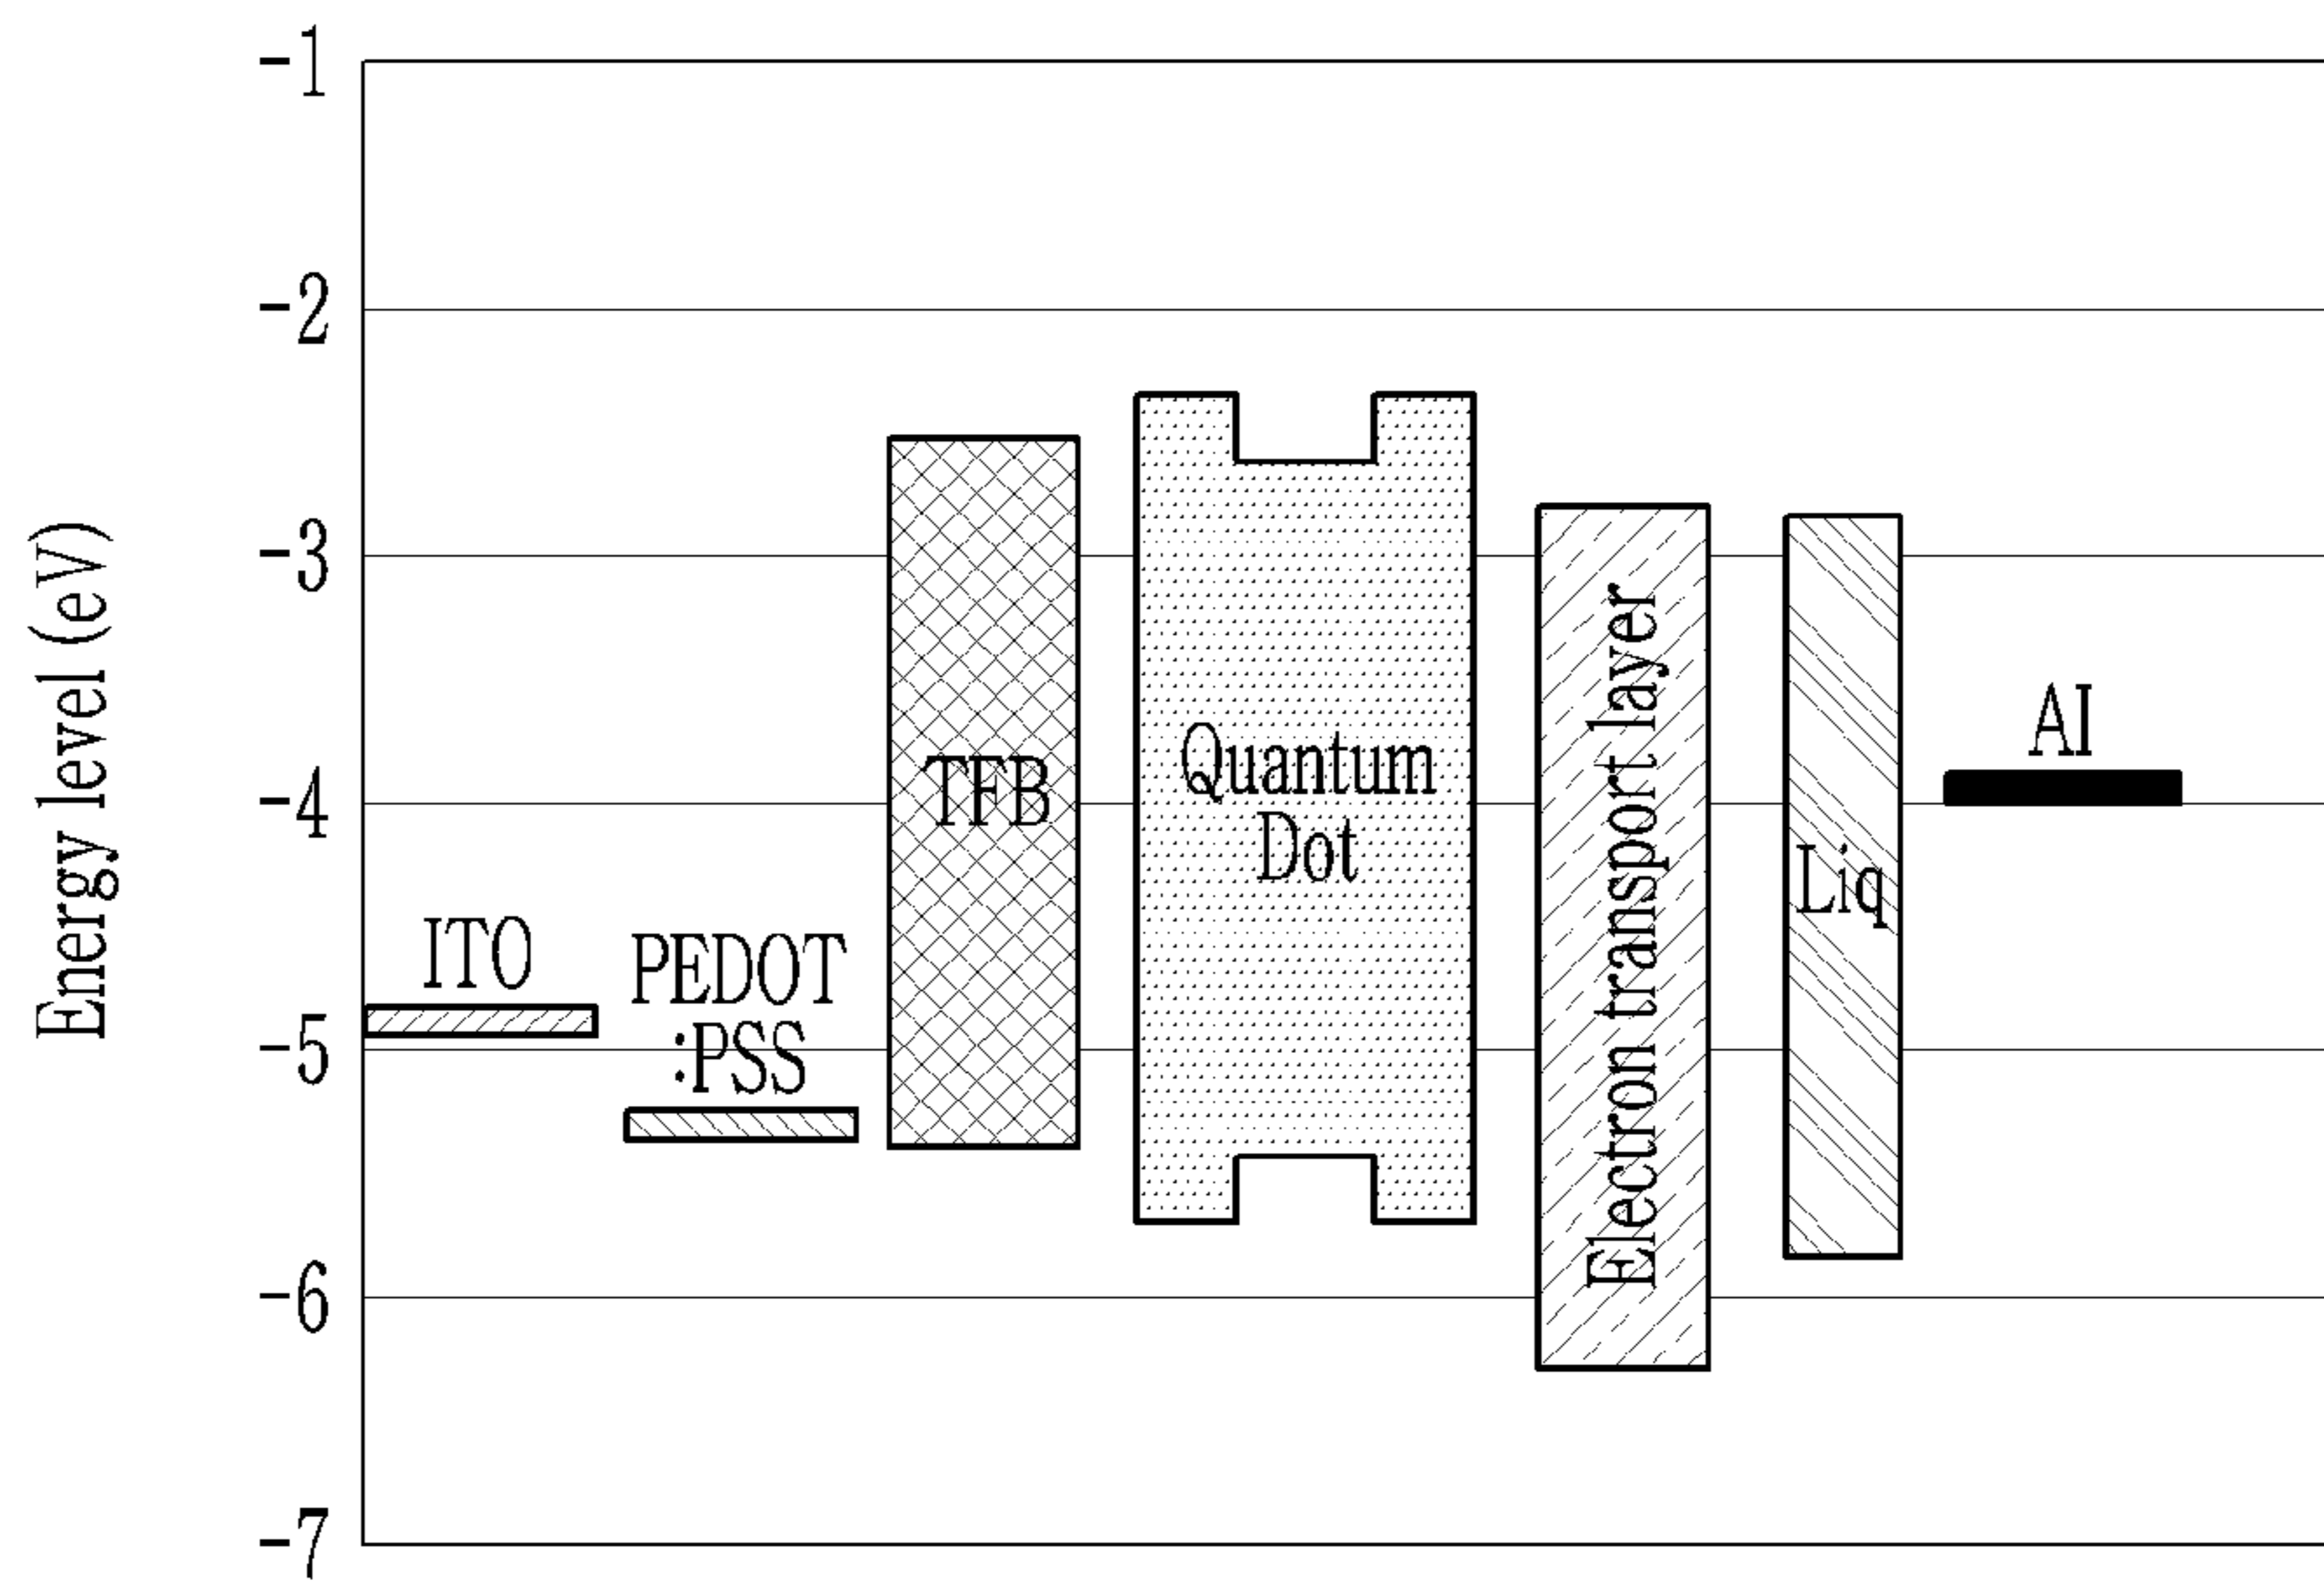 -1
-2
-3
-4
-5
-6
-7
Energy level (eV)
ITO
PEDOT
:PSS
TFB
Quantum
Dot
Electron transport layer
Liq
AI